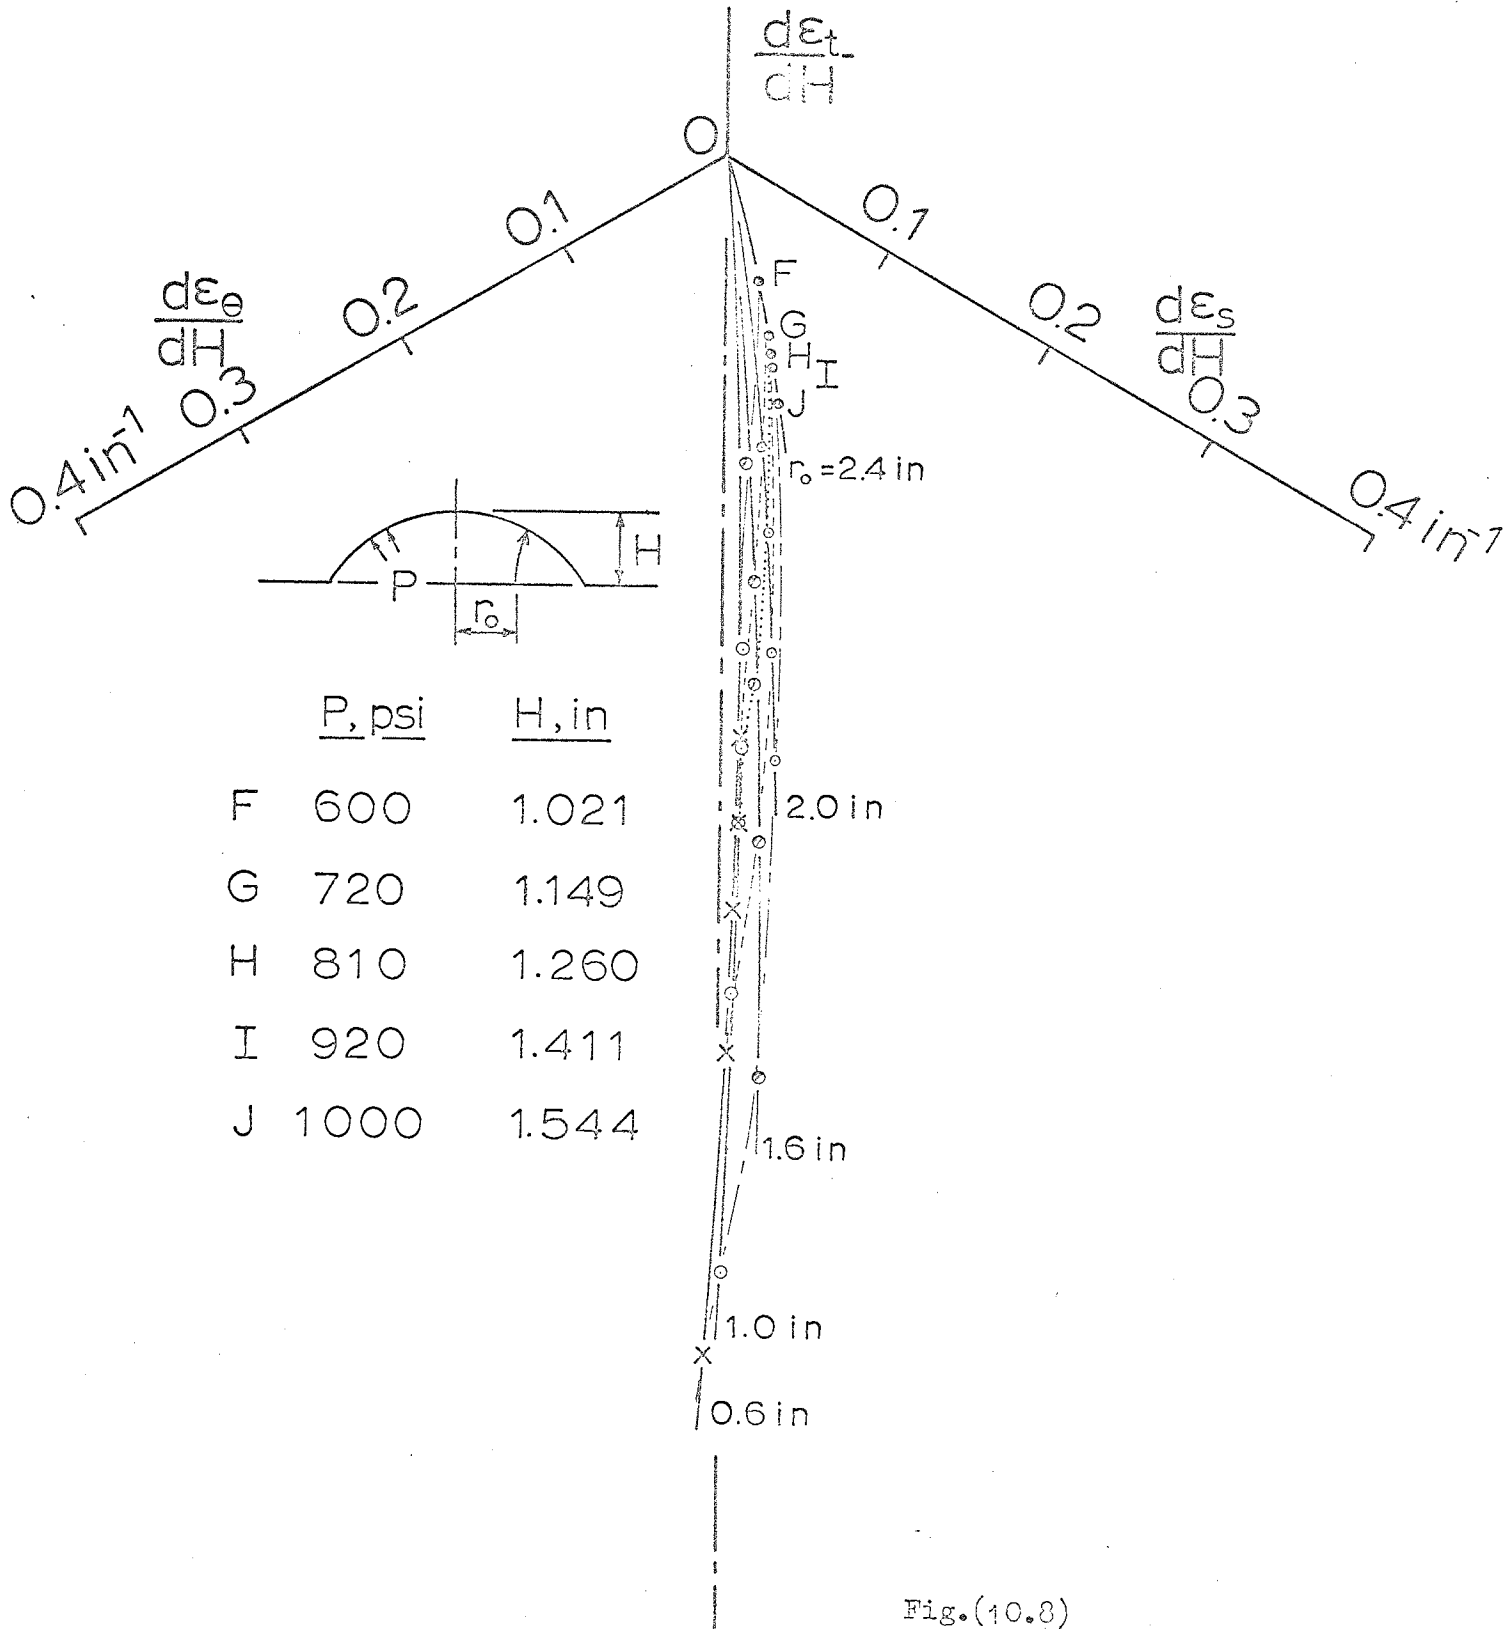 dεt
dH
O
0.1
0.2
0.3
0.4 in⁻¹
dεθ
dH
0.1
0.2
0.3
0.4 in⁻¹
dεs
dH
F
G
H
I
J
r₀ = 2.4 in
2.0 in
1.6 in
1.0 in
0.6 in
H
P
r₀
P, psi H, in
F 600 1.021
G 720 1.149
H 810 1.260
I 920 1.411
J 1000 1.544
Fig.(10.8)